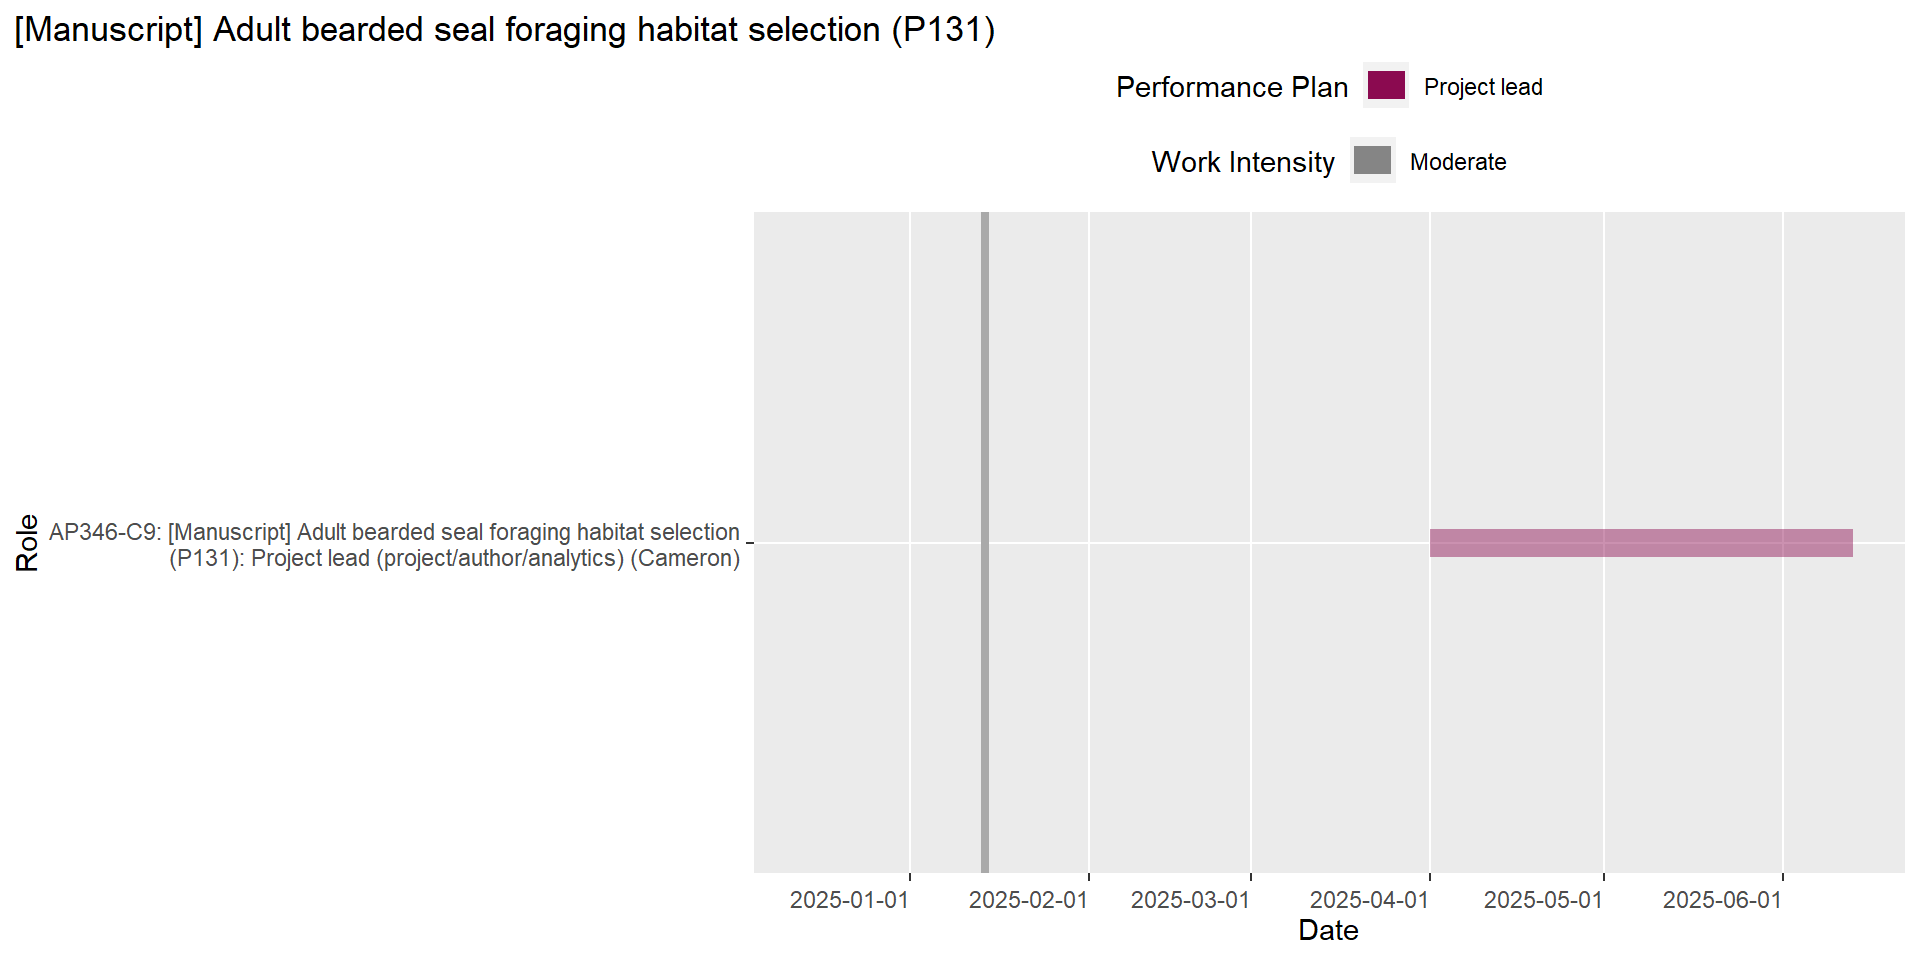 [Manuscript] Adult bearded seal foraging habitat selection (P131)
Performance Plan
Project lead
Work Intensity
Moderate
Role
AP346-C9: [Manuscript] Adult bearded seal foraging habitat selection
(P131): Project lead (project/author/analytics) (Cameron)
2025-01-01
2025-02-01
2025-03-01
2025-04-01
2025-05-01
2025-06-01
Date